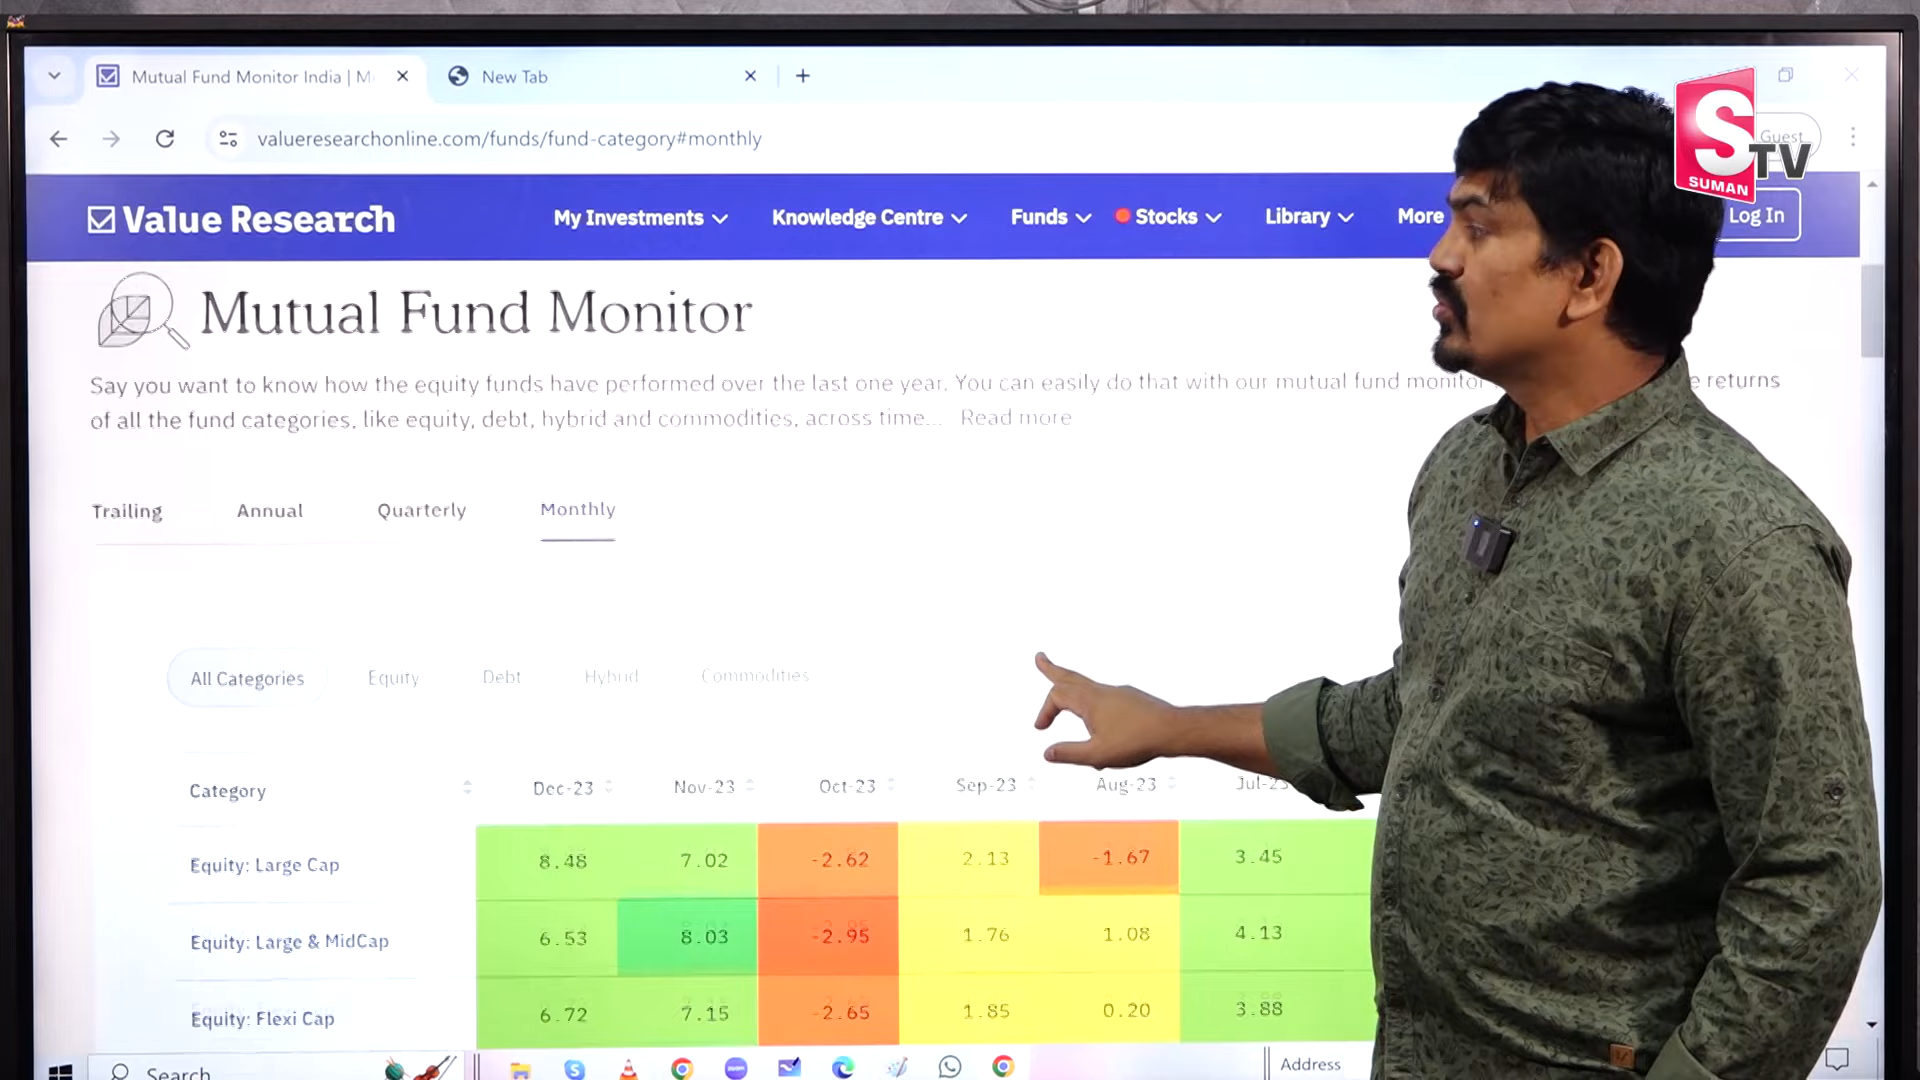 Mutual Fund Monitor India | M
New Tab
valueresearchonline.com/funds/fund-category#monthly
Guest
S TV
SUMAN
Value Research
My Investments
Knowledge Centre
Funds
Stocks
Library
More
Log In
Mutual Fund Monitor
Say you want to know how the equity funds have performed over the last one year. You can easily do that with our mutual fund monitor e returns
of all the fund categories, like equity, debt, hybrid and commodities, across time... Read more
Trailing Annual Quarterly Monthly
All Categories Equity Debt Hybrid Commodities
Category Dec-23 Nov-23 Oct-23 Sep-23 Aug-23 Jul-23
Equity: Large Cap 8.48 7.02 -2.62 2.13 -1.67 3.45
Equity: Large & MidCap 6.53 8.03 -2.95 1.76 1.08 4.13
Equity: Flexi Cap 6.72 7.15 -2.65 1.85 0.20 3.88
Search
Address